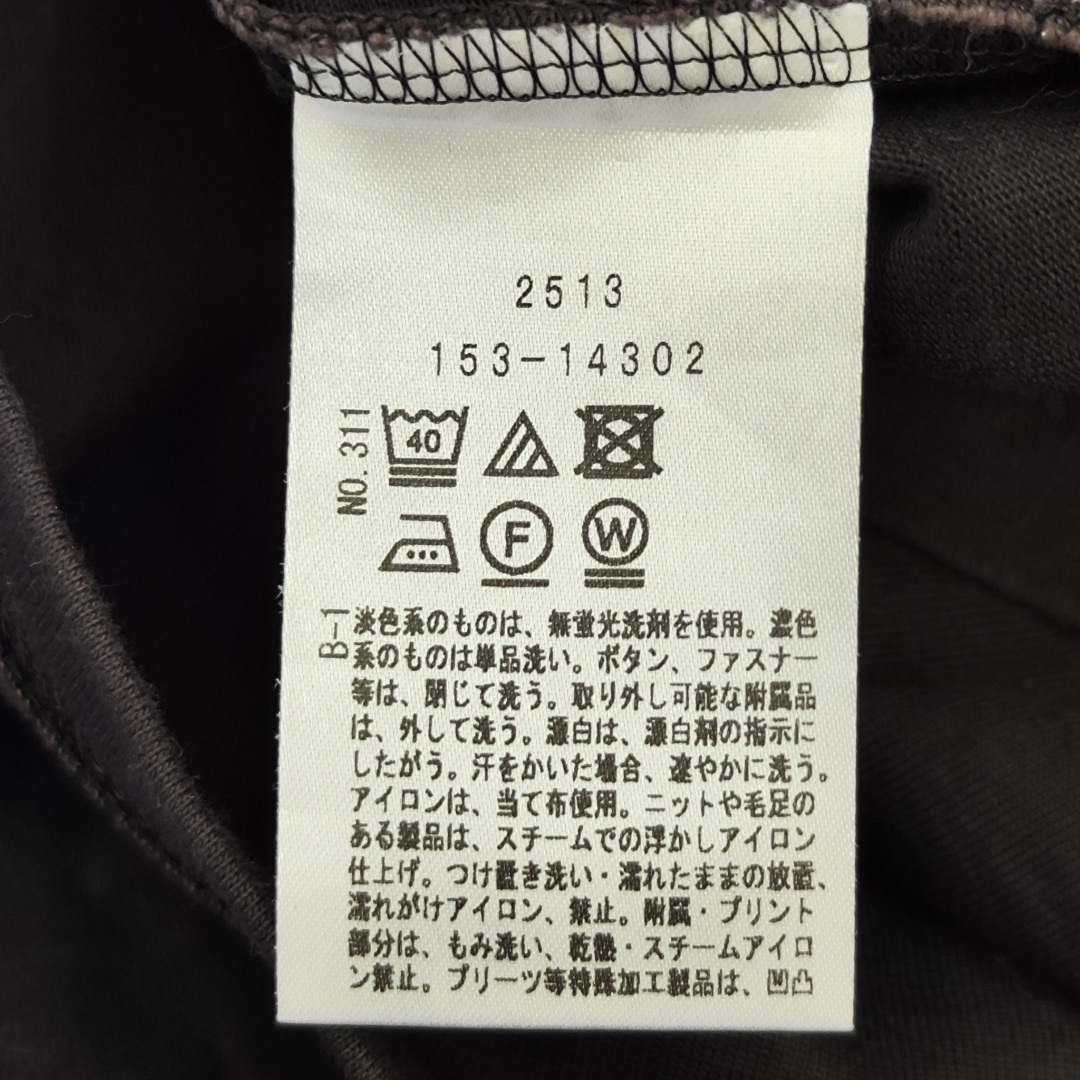 2513
153-14302
NO.311
40
F
W
B-1
淡色系のものは、無蛍光洗剤を使用。濃色
系のものは単品洗い。ボタン、ファスナー
等は、閉じて洗う。取り外し可能な附属品
は、外して洗う。漂白は、漂白剤の指示に
したがう。汗をかいた場合、速やかに洗う。
アイロンは、当て布使用。ニットや毛足の
ある製品は、スチームでの浮かしアイロン
仕上げ。つけ置き洗い・濡れたままの放置、
濡れがけアイロン、禁止。附属・プリント
部分は、もみ洗い、乾熱・スチームアイロ
ン禁止。プリーツ等特殊加工製品は、